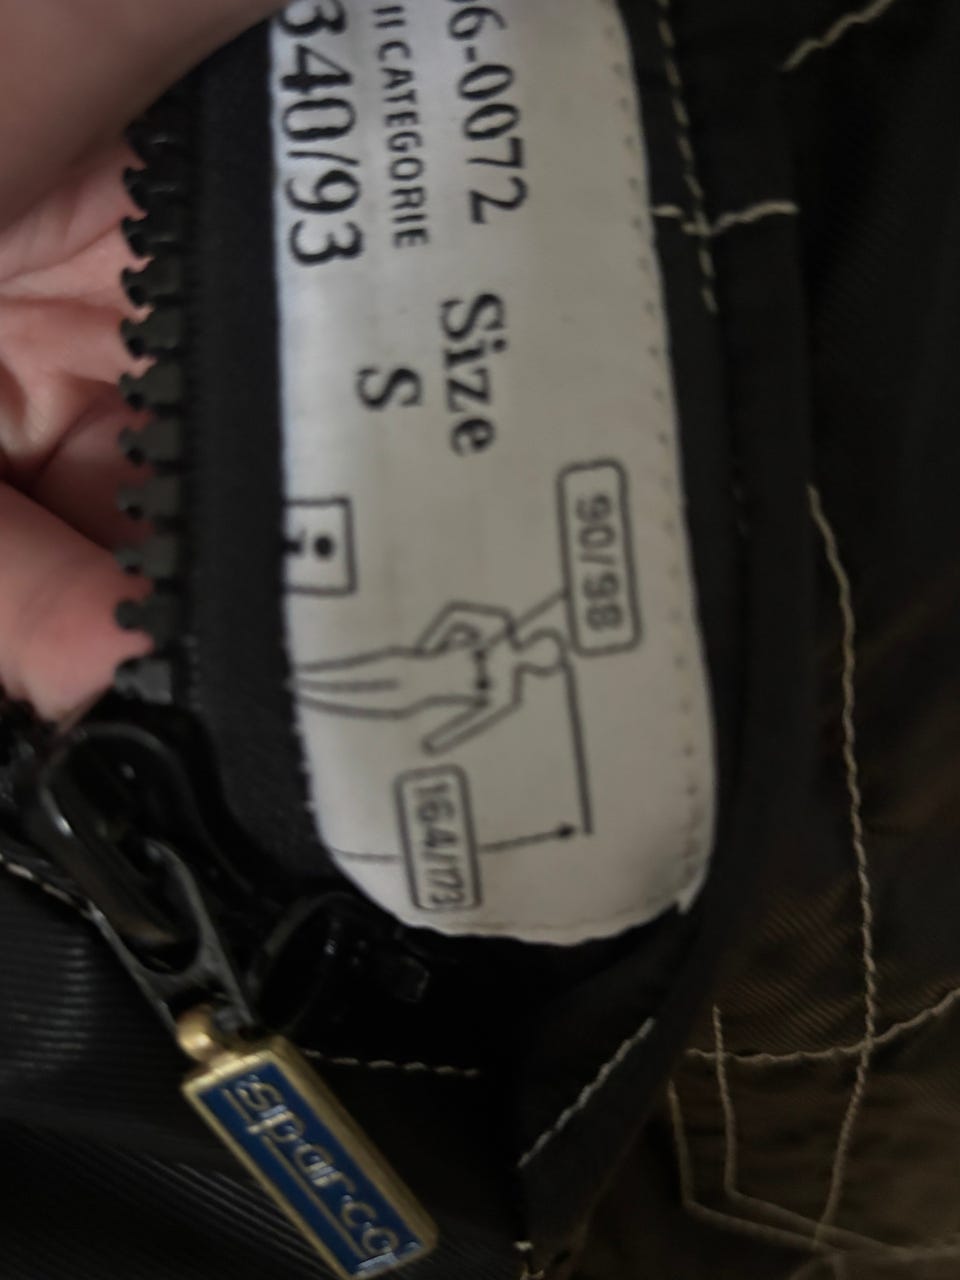 6-0072
II CATEGORIE
340/93
Size
S
90/98
164/173
sparco